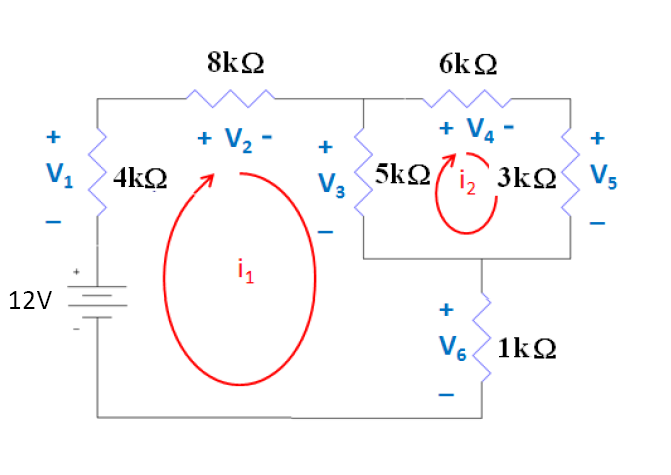 8kΩ
6kΩ
+ V₂ -
+ V₄ -
+
V₁
–
4kΩ
+
V₃
–
5kΩ
i₂
3kΩ
+
V₅
–
i₁
+
12V
-
+
V₆
–
1kΩ